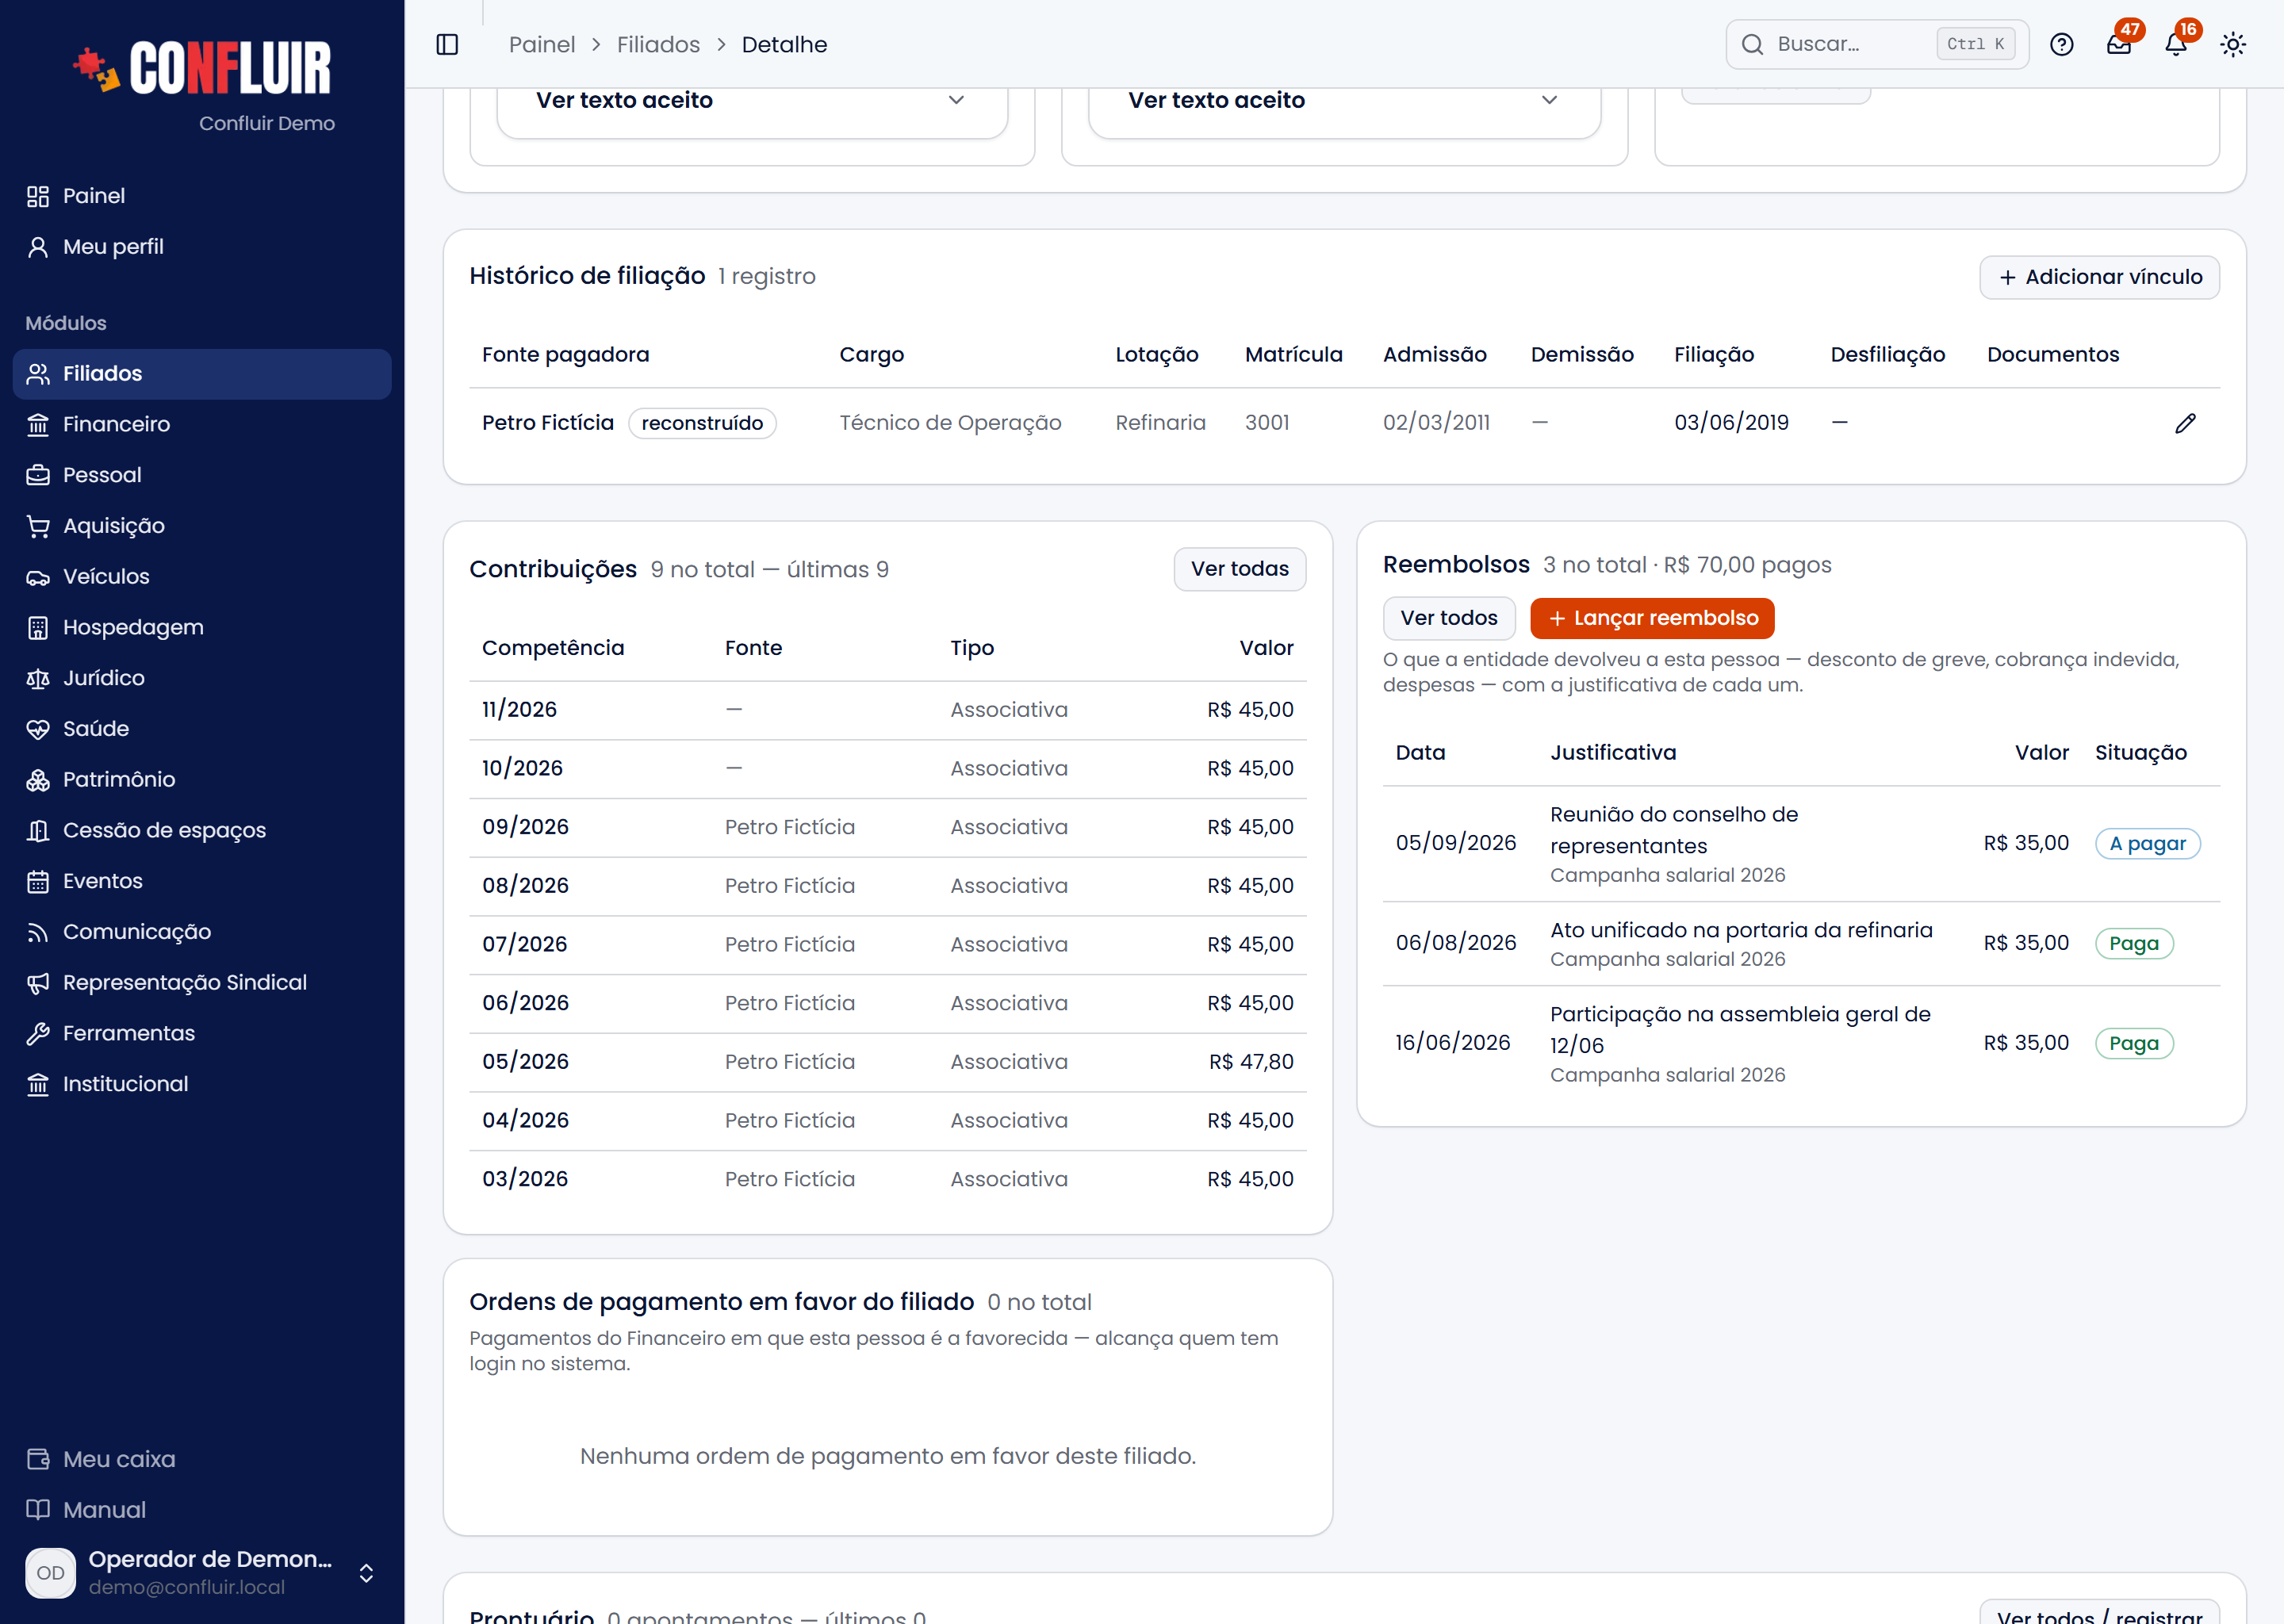 CONFLUIR
Confluir Demo
Painel
Meu perfil
Módulos
Filiados
Financeiro
Pessoal
Aquisição
Veículos
Hospedagem
Jurídico
Saúde
Patrimônio
Cessão de espaços
Eventos
Comunicação
Representação Sindical
Ferramentas
Institucional
Meu caixa
Manual
OD
Operador de Demon...
demo@confluir.local
Painel > Filiados > Detalhe
Buscar... Ctrl K
47
16
Ver texto aceito
Ver texto aceito
Histórico de filiação 1 registro
+ Adicionar vínculo
Fonte pagadora Cargo Lotação Matrícula Admissão Demissão Filiação Desfiliação Documentos
Petro Fictícia reconstruído Técnico de Operação Refinaria 3001 02/03/2011 — 03/06/2019 —
Contribuições 9 no total — últimas 9
Ver todas
Competência Fonte Tipo Valor
11/2026 — Associativa R$ 45,00
10/2026 — Associativa R$ 45,00
09/2026 Petro Fictícia Associativa R$ 45,00
08/2026 Petro Fictícia Associativa R$ 45,00
07/2026 Petro Fictícia Associativa R$ 45,00
06/2026 Petro Fictícia Associativa R$ 45,00
05/2026 Petro Fictícia Associativa R$ 47,80
04/2026 Petro Fictícia Associativa R$ 45,00
03/2026 Petro Fictícia Associativa R$ 45,00
Reembolsos 3 no total · R$ 70,00 pagos
Ver todos
+ Lançar reembolso
O que a entidade devolveu a esta pessoa — desconto de greve, cobrança indevida,
despesas — com a justificativa de cada um.
Data Justificativa Valor Situação
05/09/2026 Reunião do conselho de
representantes
Campanha salarial 2026
R$ 35,00 A pagar
06/08/2026 Ato unificado na portaria da refinaria
Campanha salarial 2026
R$ 35,00 Paga
16/06/2026 Participação na assembleia geral de
12/06
Campanha salarial 2026
R$ 35,00 Paga
Ordens de pagamento em favor do filiado 0 no total
Pagamentos do Financeiro em que esta pessoa é a favorecida — alcança quem tem
login no sistema.
Nenhuma ordem de pagamento em favor deste filiado.
Prontuário 0 apontamentos — últimos 0
Ver todos / registrar